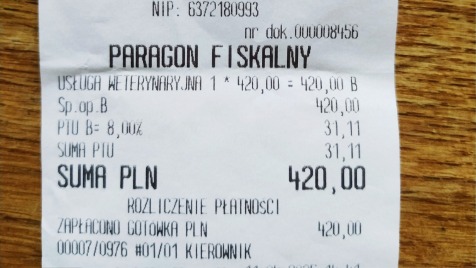 NIP: 6372180993
nr dok.000008456
PARAGON FISKALNY
USŁUGA WETERYNARYJNA 1 * 420,00 = 420,00 B
Sp.op.B 420,00
PTU B= 8,00% 31,11
SUMA PTU 31,11
SUMA PLN 420,00
ROZLICZENIE PŁATNOŚCI
ZAPŁACONO GOTÓWKA PLN 420,00
00007/0976 #01/01 KIEROWNIK